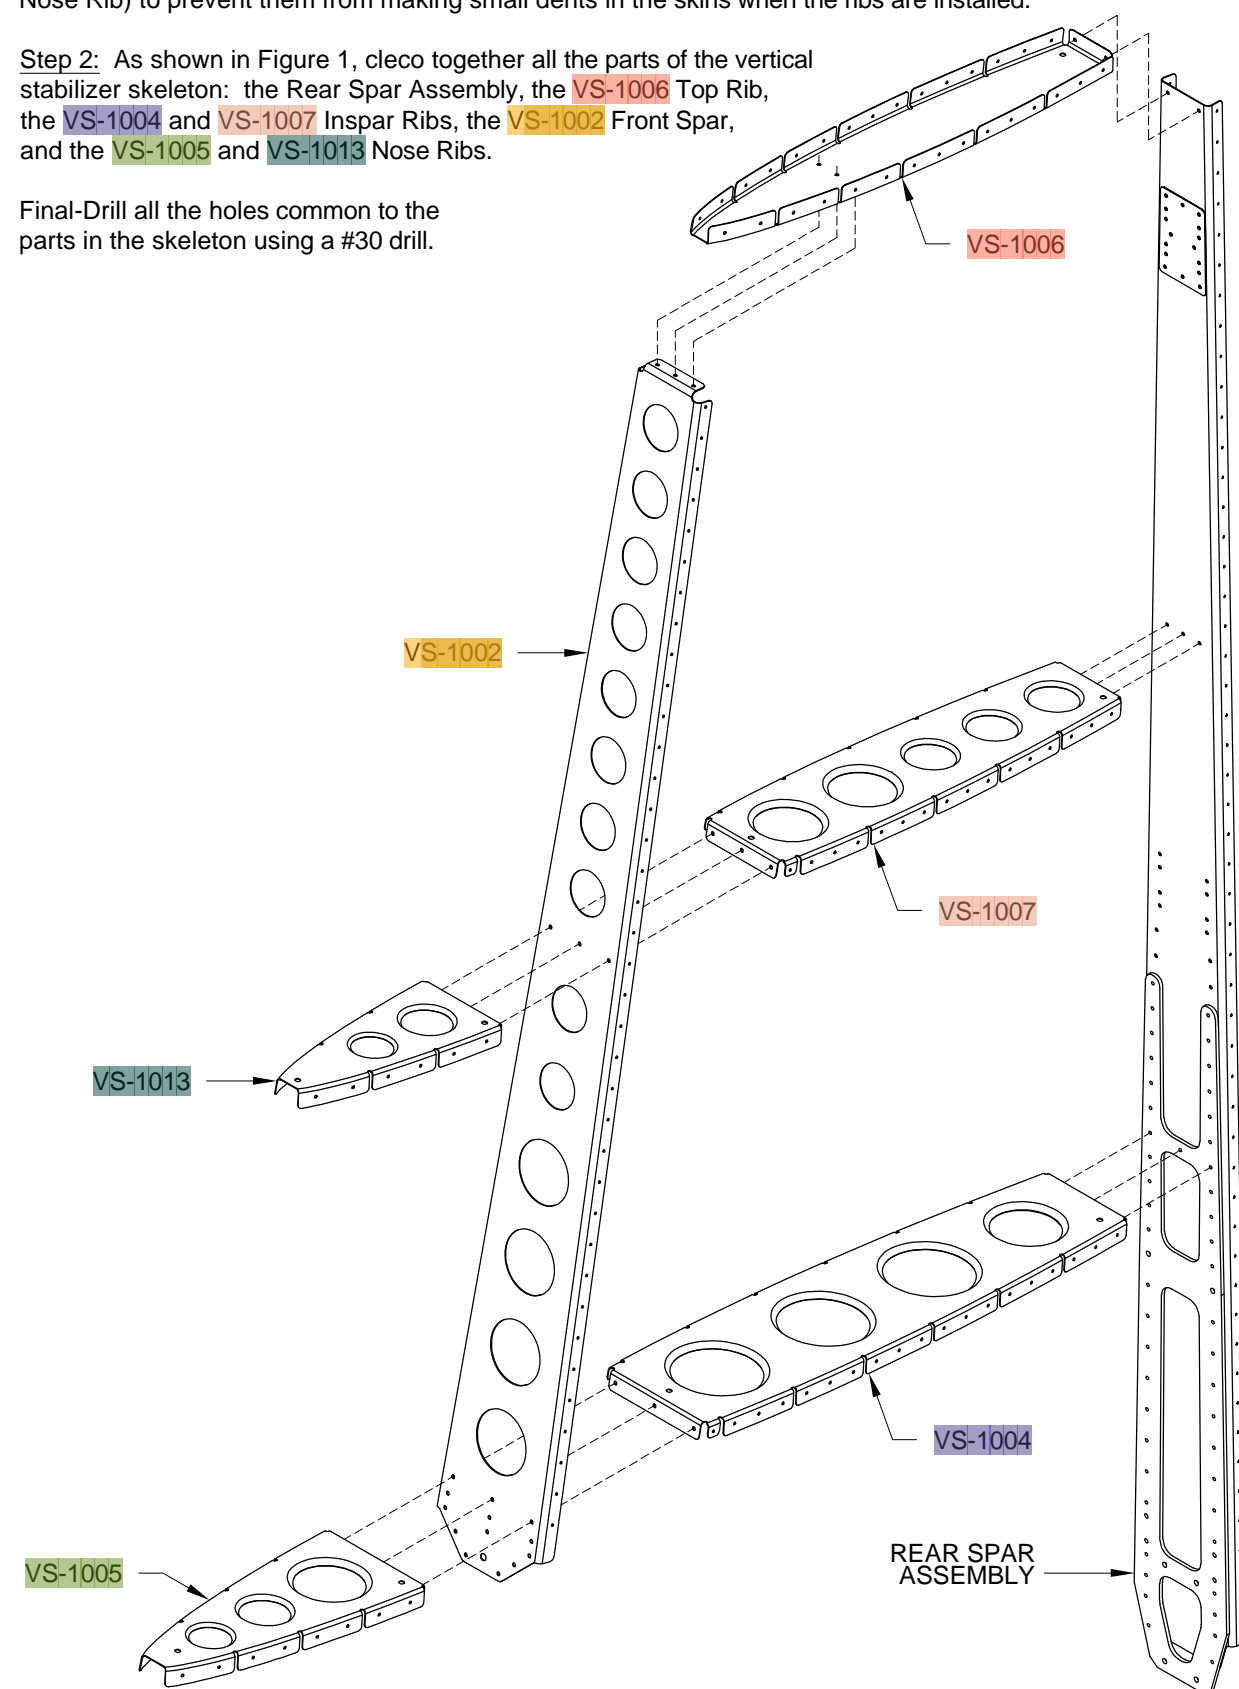 Nose Rib) to prevent them from making small dents in the skins when the ribs are installed.
Step 2: As shown in Figure 1, cleco together all the parts of the vertical
stabilizer skeleton: the Rear Spar Assembly, the VS-1006 Top Rib,
the VS-1004 and VS-1007 Inspar Ribs, the VS-1002 Front Spar,
and the VS-1005 and VS-1013 Nose Ribs.
Final-Drill all the holes common to the
parts in the skeleton using a #30 drill.
VS-1006
VS-1002
VS-1007
VS-1013
VS-1004
VS-1005
REAR SPAR
ASSEMBLY